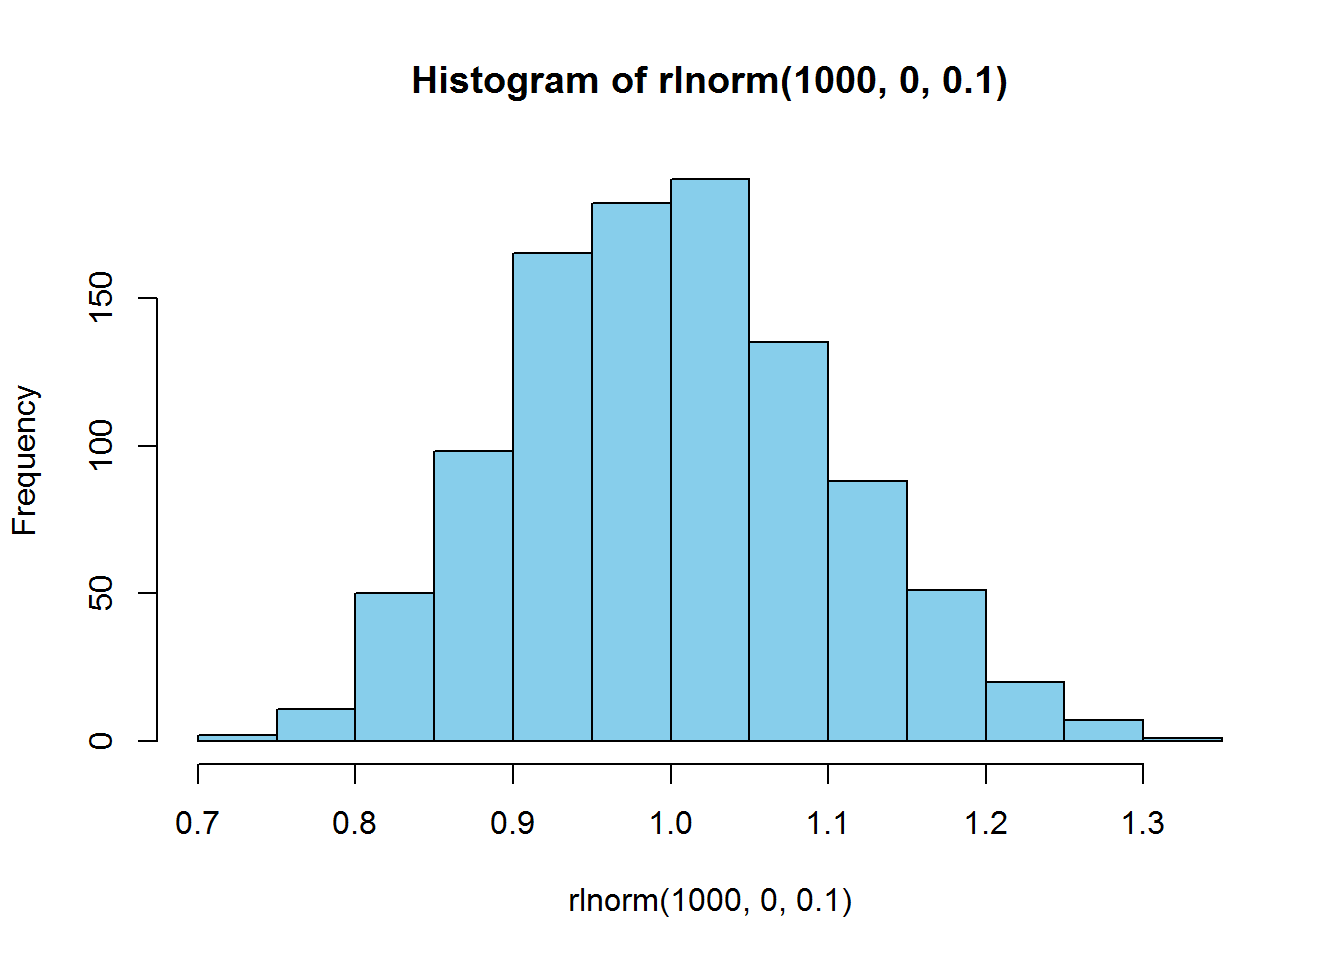 Histogram of rlnorm(1000, 0, 0.1)
150
100
50
0
Frequency
0.7 0.8 0.9 1.0 1.1 1.2 1.3
rlnorm(1000, 0, 0.1)